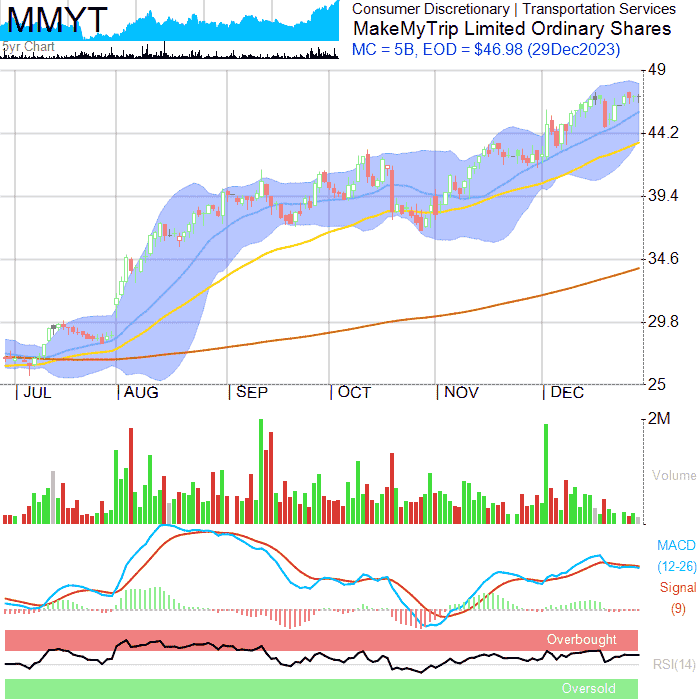 MMYT
5yr Chart
Consumer Discretionary | Transportation Services
MakeMyTrip Limited Ordinary Shares
MC = 5B, EOD = $46.98 (29Dec2023)
49
44.2
39.4
34.6
29.8
25
JUL AUG SEP OCT NOV DEC
2M
Volume
MACD
(12-26)
Signal
(9)
Overbought
RSI(14)
Oversold